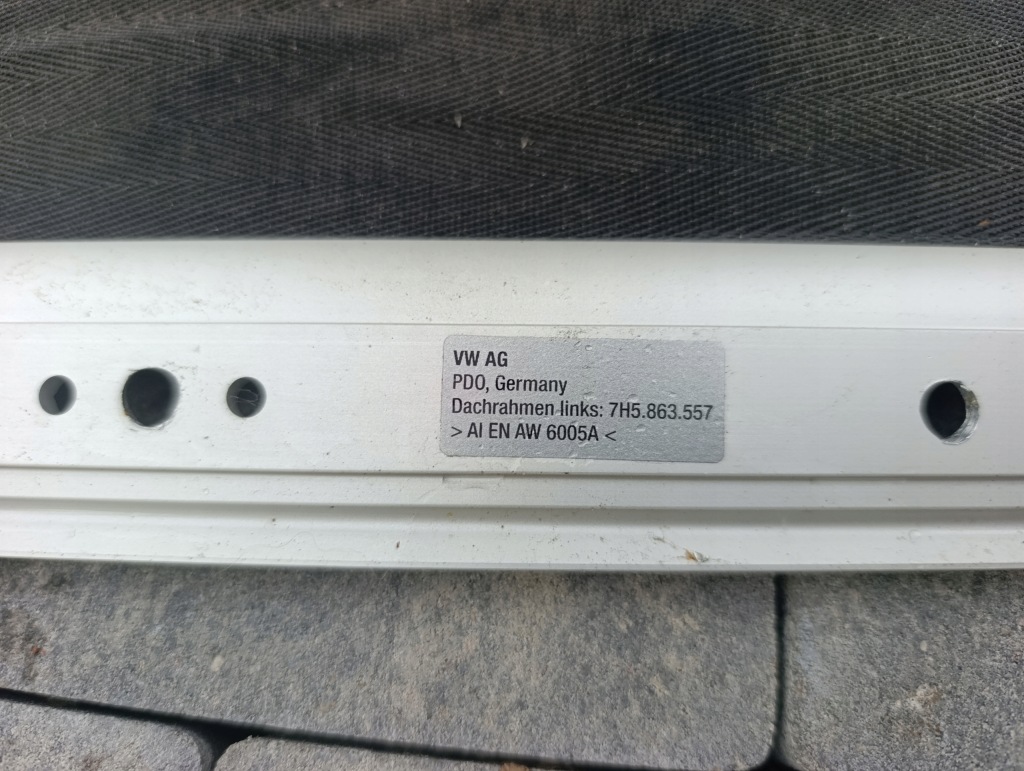 VW AG
PDO, Germany
Dachrahmen links: 7H5.863.557
> Al EN AW 6005A <